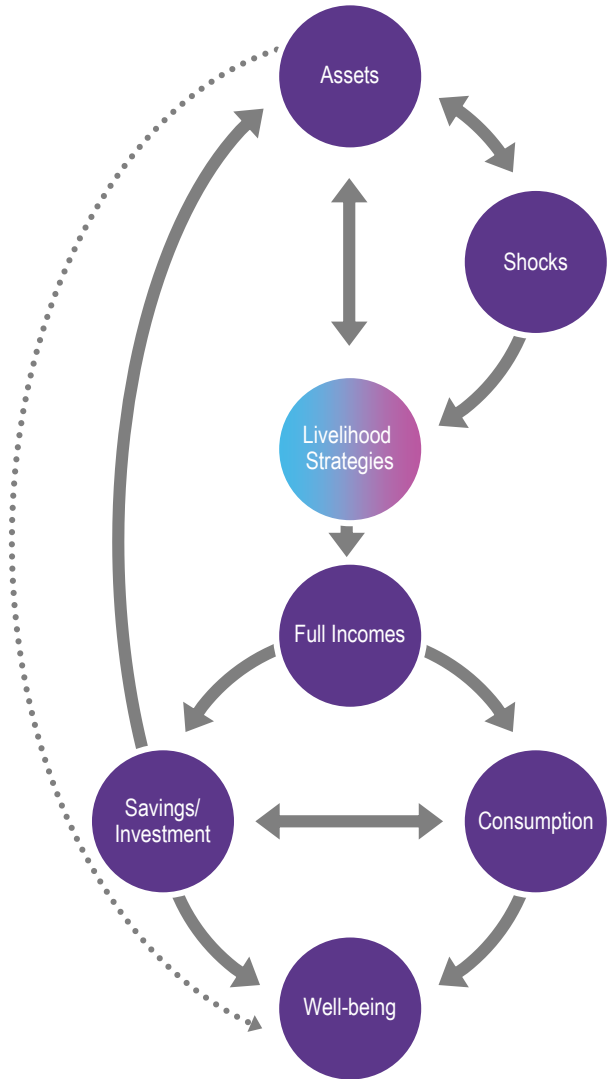 Assets
Shocks
Livelihood
Strategies
Full Incomes
Savings/
Investment
Consumption
Well-being